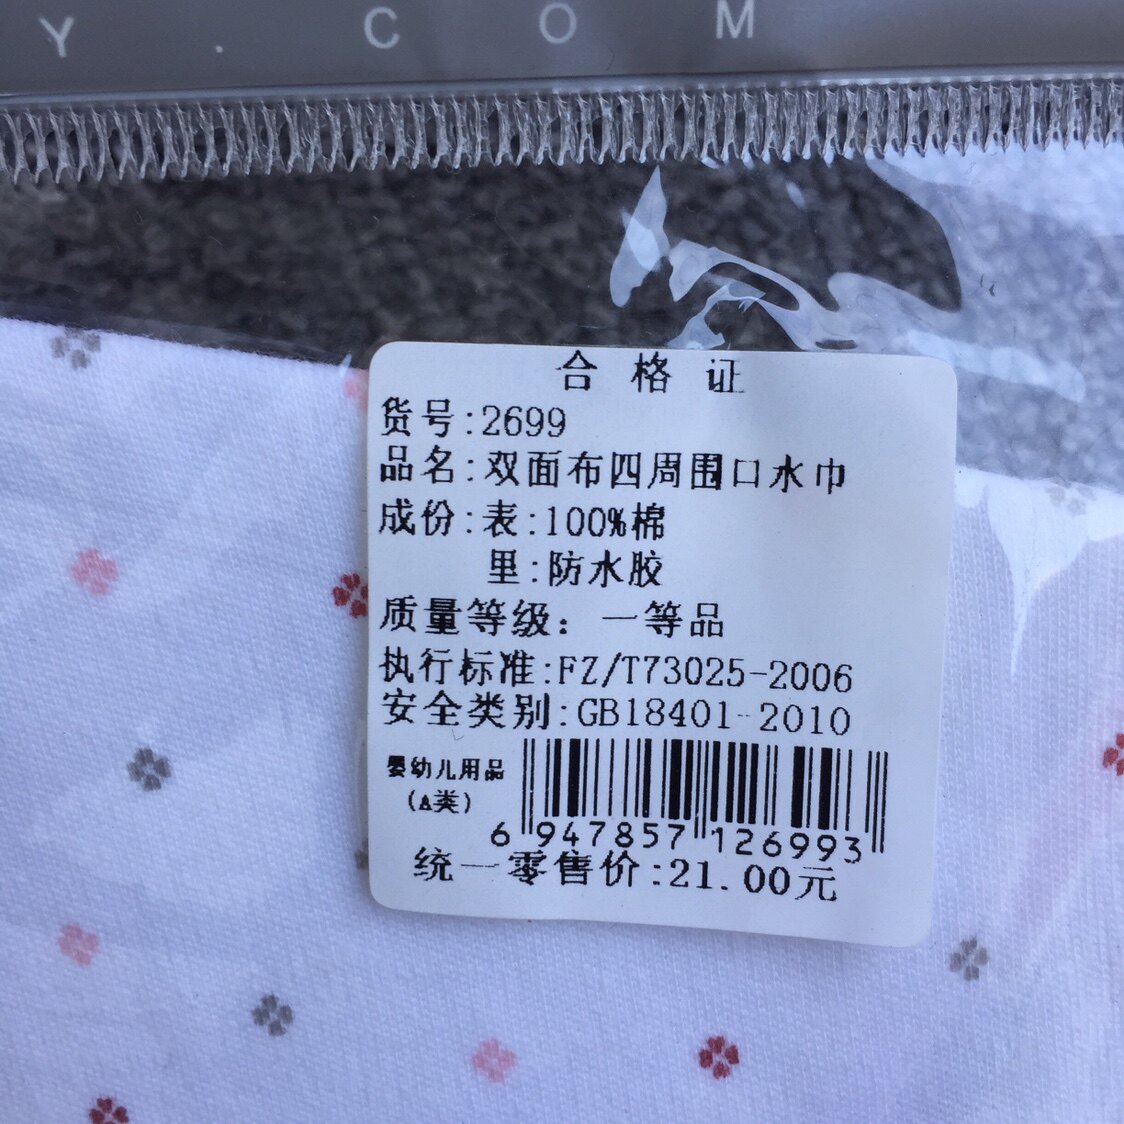 Y.COM
合格证
货号:2699
品名:双面布四周围口水巾
成份:表:100%棉
里:防水胶
质量等级：一等品
执行标准:FZ/T73025-2006
安全类别:GB18401-2010
婴幼儿用品
(A类)
6 947857 126993
统一零售价:21.00元